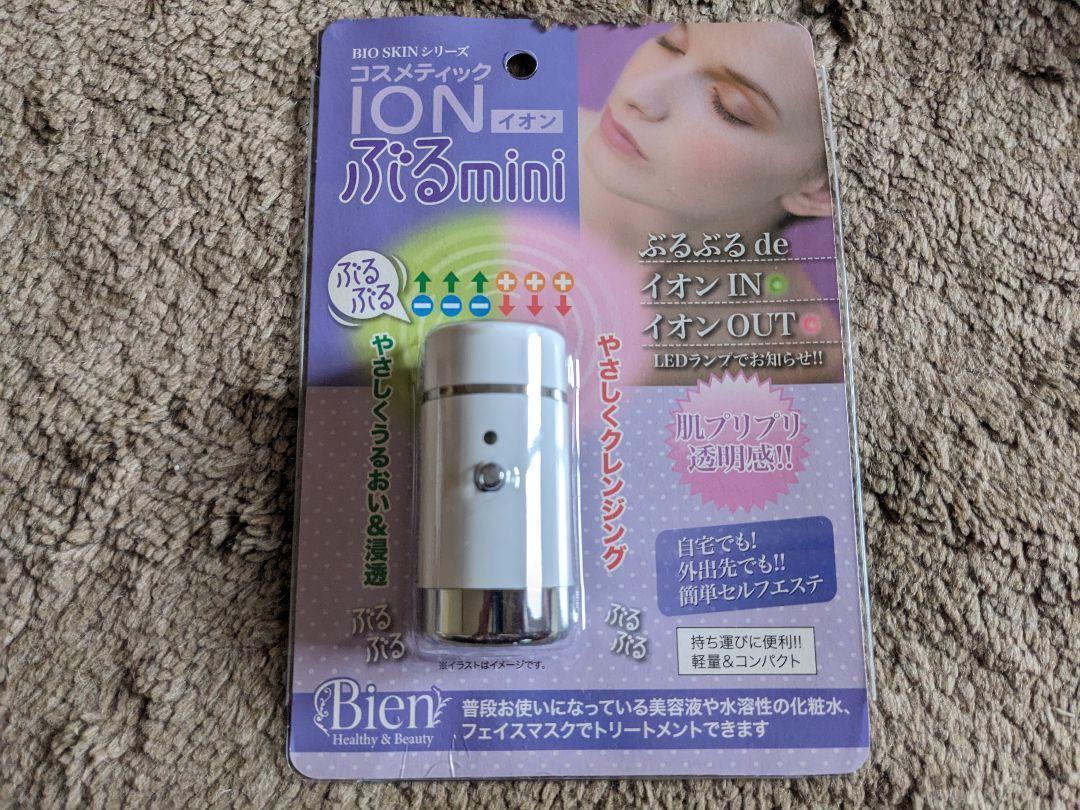 BIO SKINシリーズ
コスメティック
ION イオン
ぶるmini
ぶるぶる de
イオン IN
イオン OUT
LEDランプでお知らせ!!
ぶる
ぶる
やさしくうるおい&浸透
やさしくクレンジング
肌プリプリ
透明感!!
自宅でも!
外出先でも!!
簡単セルフエステ
ぶる
ぶる
ぶる
ぶる
持ち運びに便利!!
軽量&コンパクト
※イラストはイメージです。
Bien
Healthy & Beauty
普段お使いになっている美容液や水溶性の化粧水、
フェイスマスクでトリートメントできます